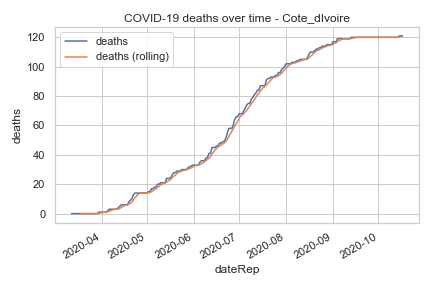 COVID-19 deaths over time - Cote_dIvoire
deaths
deaths (rolling)
120
100
80
60
40
20
0
deaths
2020-04
2020-05
2020-06
2020-07
2020-08
2020-09
2020-10
dateRep